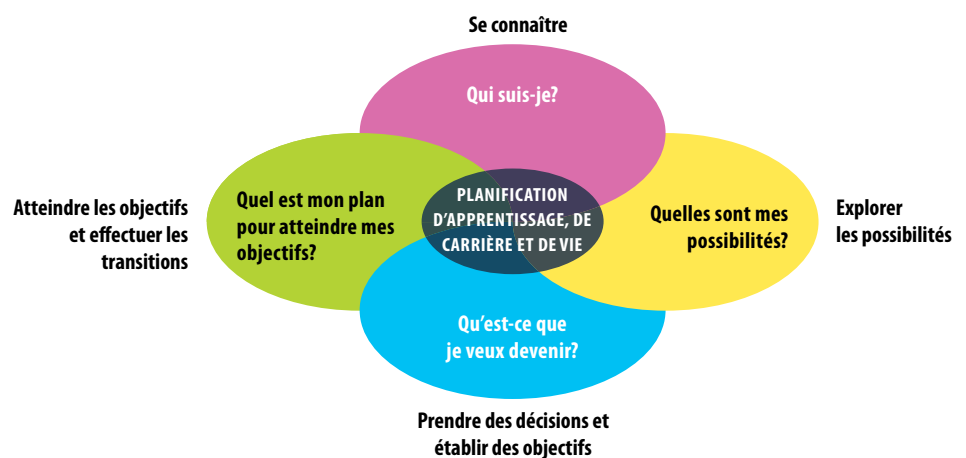 Se connaître
Qui suis-je?
Atteindre les objectifs
et effectuer les
transitions
Quel est mon plan
pour atteindre mes
objectifs?
PLANIFICATION
D'APPRENTISSAGE, DE
CARRIÈRE ET DE VIE
Quelles sont mes
possibilités?
Explorer
les possibilités
Qu'est-ce que
je veux devenir?
Prendre des décisions et
établir des objectifs